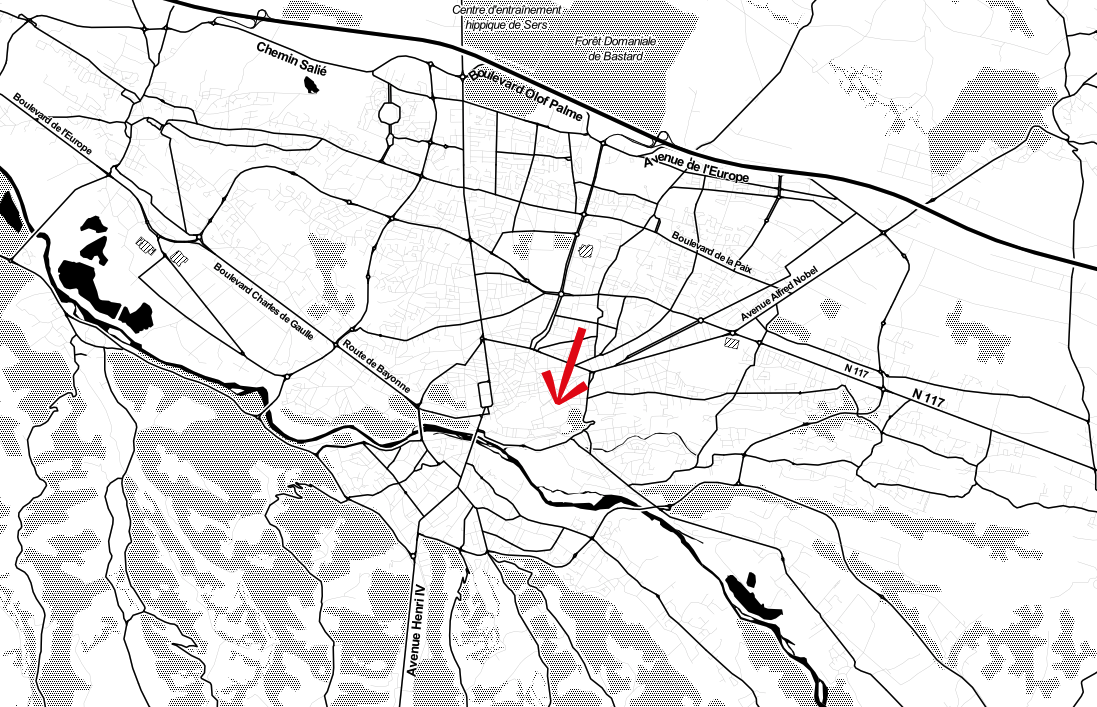 Centre d'entraînement
hippique de Sers
Forêt Domaniale
de Bastard
Chemin Salié
Boulevard Olof Palme
Boulevard de l'Europe
Avenue de l'Europe
Boulevard de la Paix
Boulevard Charles de Gaulle
Avenue Alfred Nobel
Route de Bayonne
N 117
N 117
Avenue Henri IV